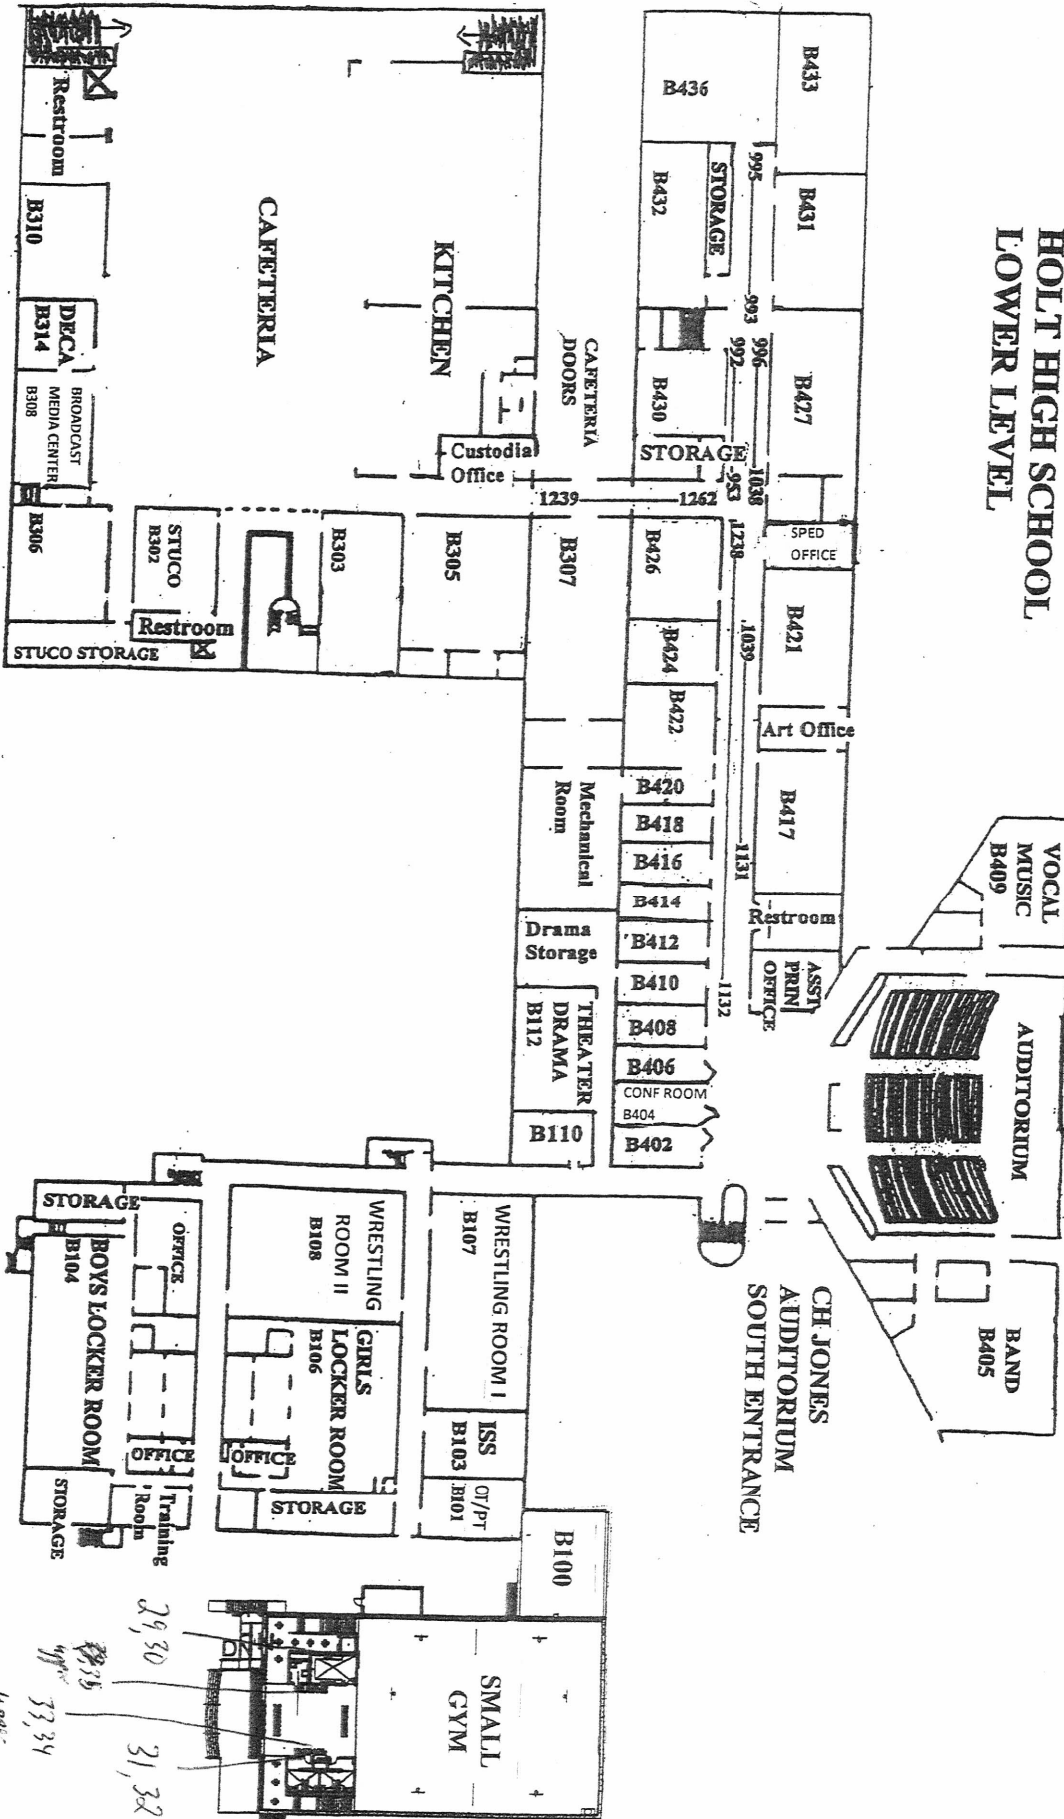 HOLT HIGH SCHOOL
LOWER LEVEL
B433
B431
B427
SPED
OFFICE
B421
Art Office
B417
Restroom
ASST
PRIN
OFFICE
VOCAL
MUSIC
B409
AUDITORIUM
BAND
B405
CH JONES
AUDITORIUM
SOUTH ENTRANCE
B436
995
993
996
992
1038
953
1238
1039
1131
1132
STORAGE
B432
B430
STORAGE
1239
1262
B426
B424
B422
B420
B418
B416
B414
B412
B410
B408
B406
CONF ROOM
B404
B402
CAFETERIA
DOORS
KITCHEN
Custodial
Office
CAFETERIA
B307
B305
B303
Mechanical
Room
Drama
Storage
THEATER
DRAMA
B112
B110
Restroom
B310
DECA
B314
BROADCAST
MEDIA CENTER
B308
B306
STUCO
B302
Restroom
STUCO STORAGE
WRESTLING ROOM I
B107
ISS
B103
OT/PT
B101
B100
WRESTLING
ROOM II
B108
GIRLS
LOCKER ROOM
B106
OFFICE
STORAGE
STORAGE
OFFICE
BOYS LOCKER ROOM
B104
OFFICE
Training
Room
STORAGE
SMALL
GYM
DN
29,30
33,34
31,32